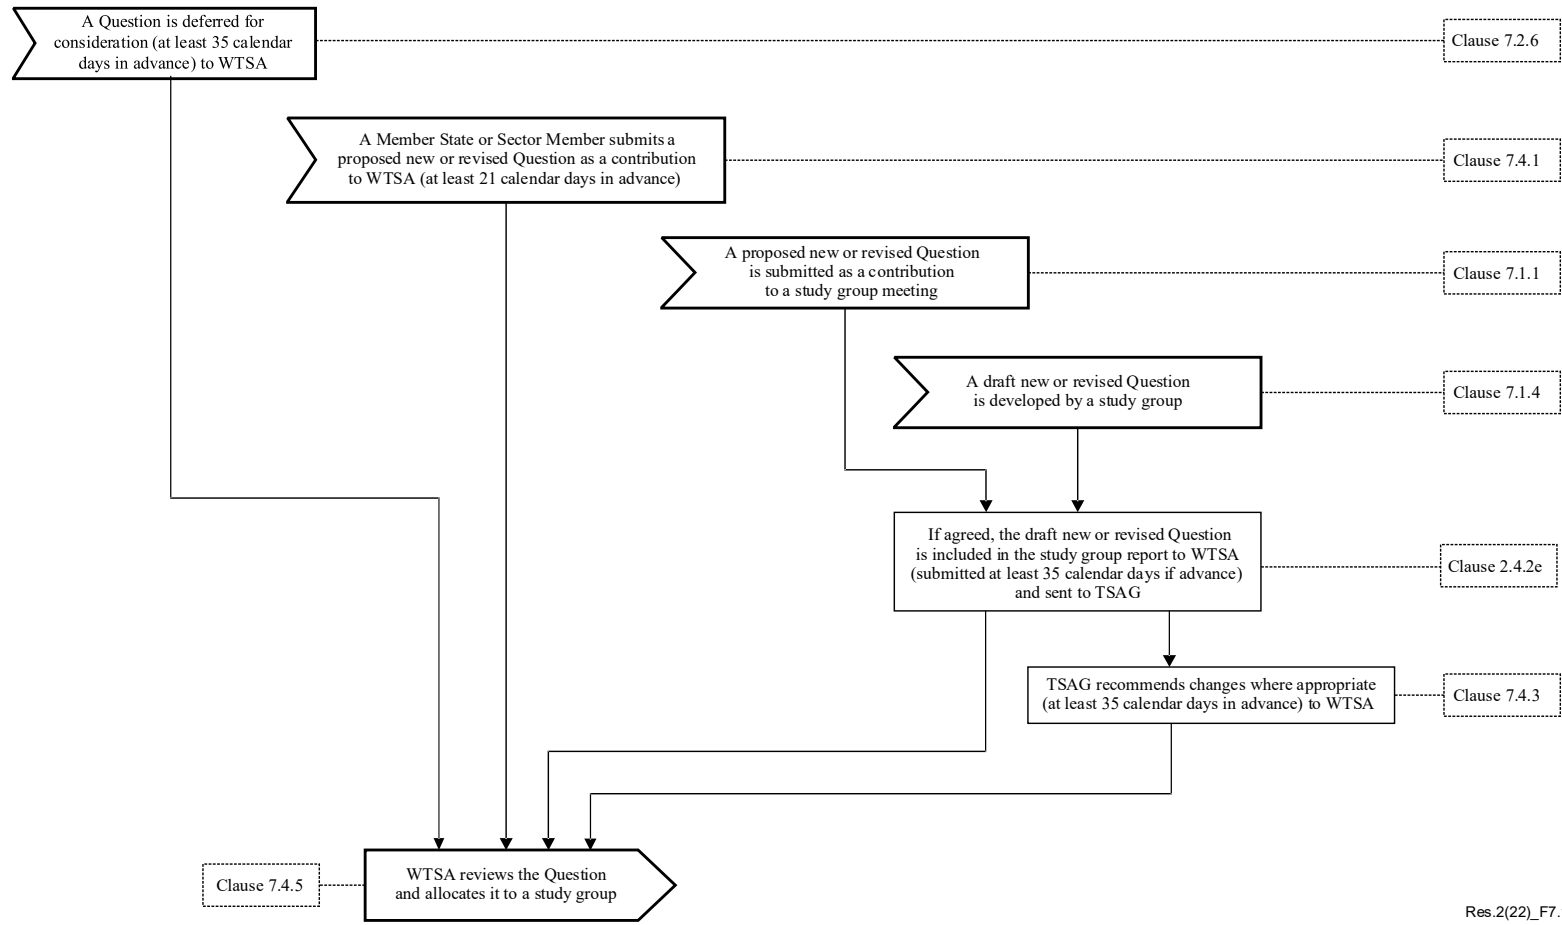 A Question is deferred for
consideration (at least 35 calendar
days in advance) to WTSA
Clause 7.2.6
A Member State or Sector Member submits a
proposed new or revised Question as a contribution
to WTSA (at least 21 calendar days in advance)
Clause 7.4.1
A proposed new or revised Question
is submitted as a contribution
to a study group meeting
Clause 7.1.1
A draft new or revised Question
is developed by a study group
Clause 7.1.4
If agreed, the draft new or revised Question
is included in the study group report to WTSA
(submitted at least 35 calendar days if advance)
and sent to TSAG
Clause 2.4.2e
TSAG recommends changes where appropriate
(at least 35 calendar days in advance) to WTSA
Clause 7.4.3
WTSA reviews the Question
and allocates it to a study group
Clause 7.4.5
Res.2(22)_F7.